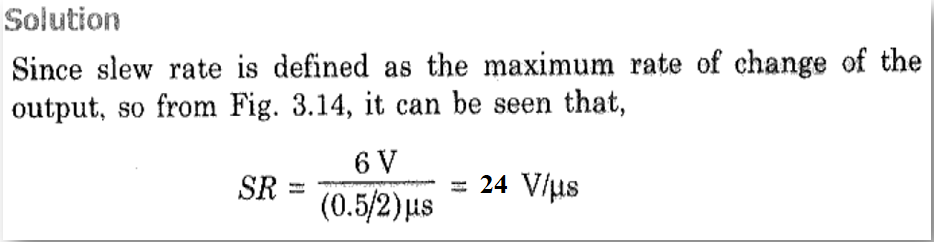 Solution
Since slew rate is defined as the maximum rate of change of the
output, so from Fig. 3.14, it can be seen that,
SR = 6 V / (0.5/2) μs = 24 V/μs